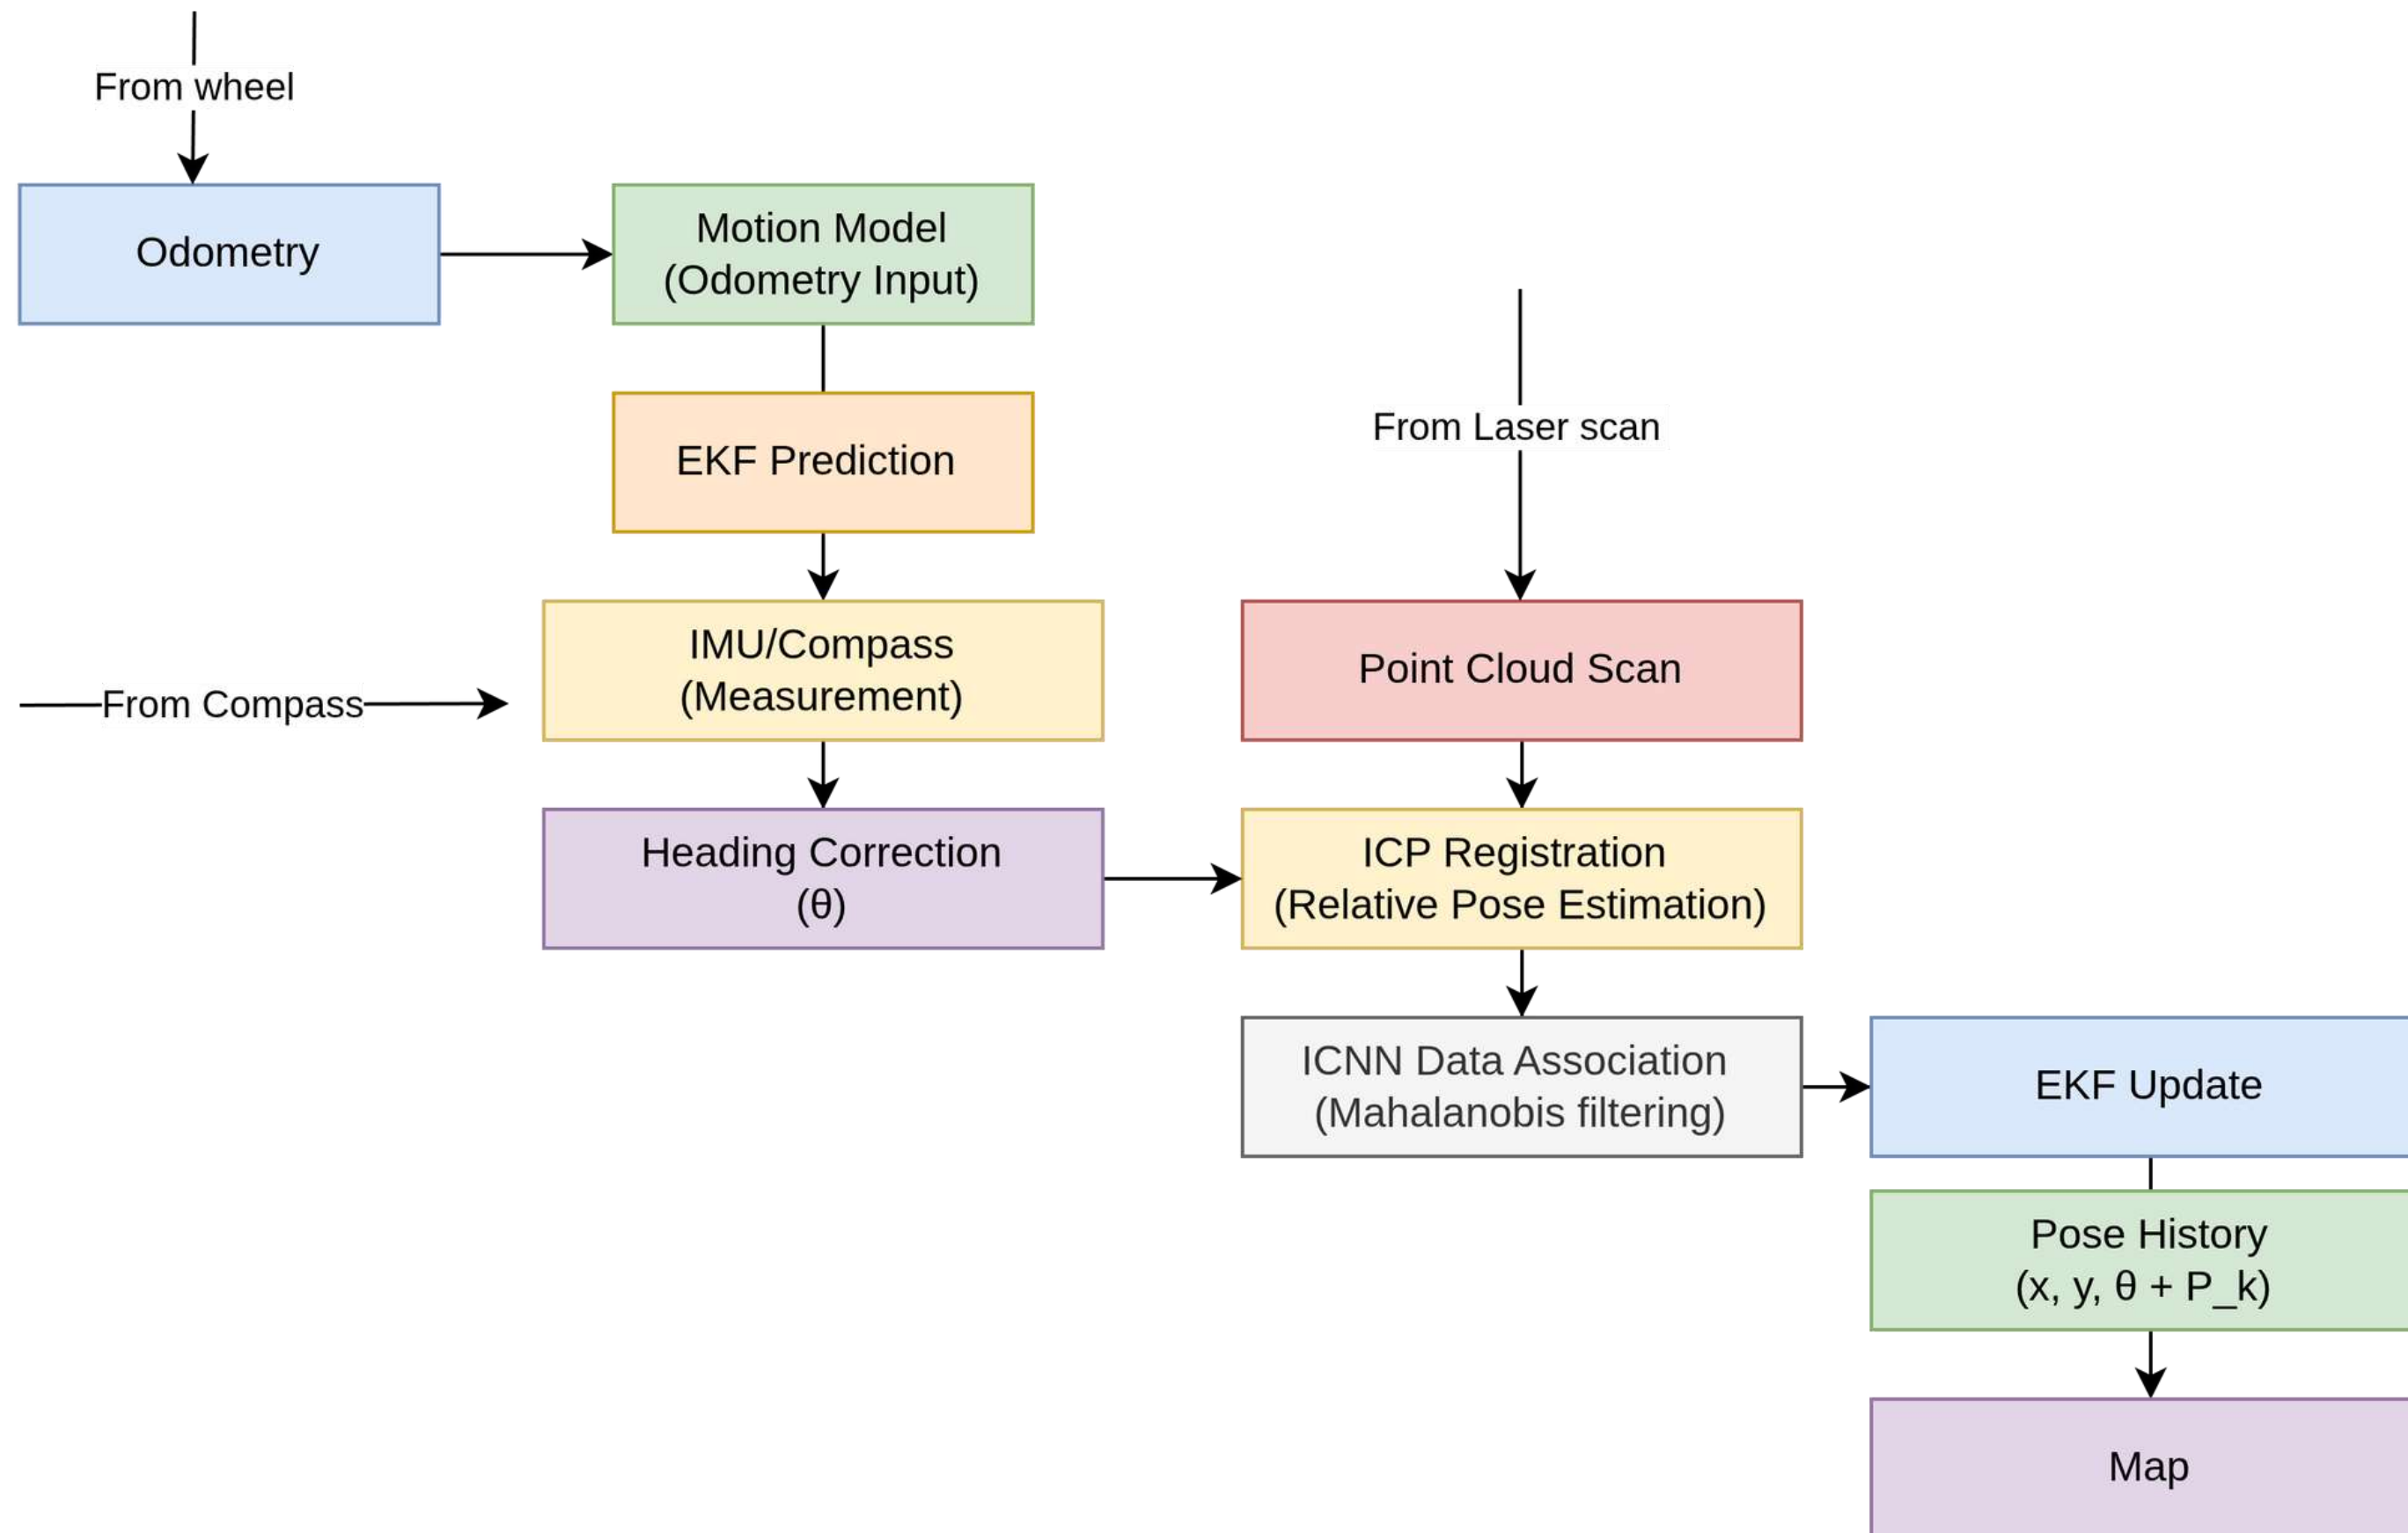 From wheel
Odometry
Motion Model
(Odometry Input)
EKF Prediction
From Laser scan
IMU/Compass
(Measurement)
From Compass
Point Cloud Scan
Heading Correction
(θ)
ICP Registration
(Relative Pose Estimation)
ICNN Data Association
(Mahalanobis filtering)
EKF Update
Pose History
(x, y, θ + P_k)
Map